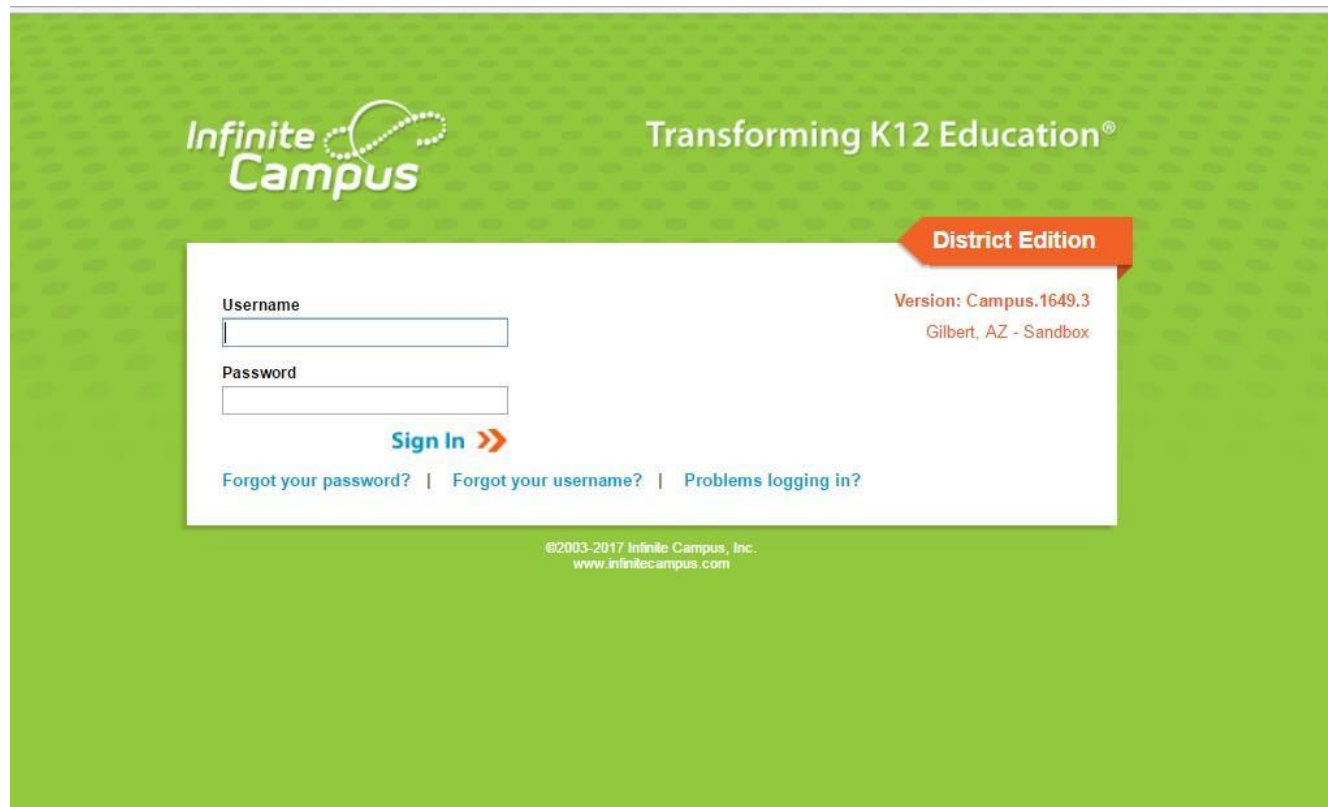 Infinite
Campus
Transforming K12 Education®
District Edition
Username
Version: Campus.1649.3
Gilbert, AZ - Sandbox
Password
Sign In
Forgot your password? | Forgot your username? | Problems logging in?
©2003-2017 Infinite Campus, Inc.
www.infinitecampus.com